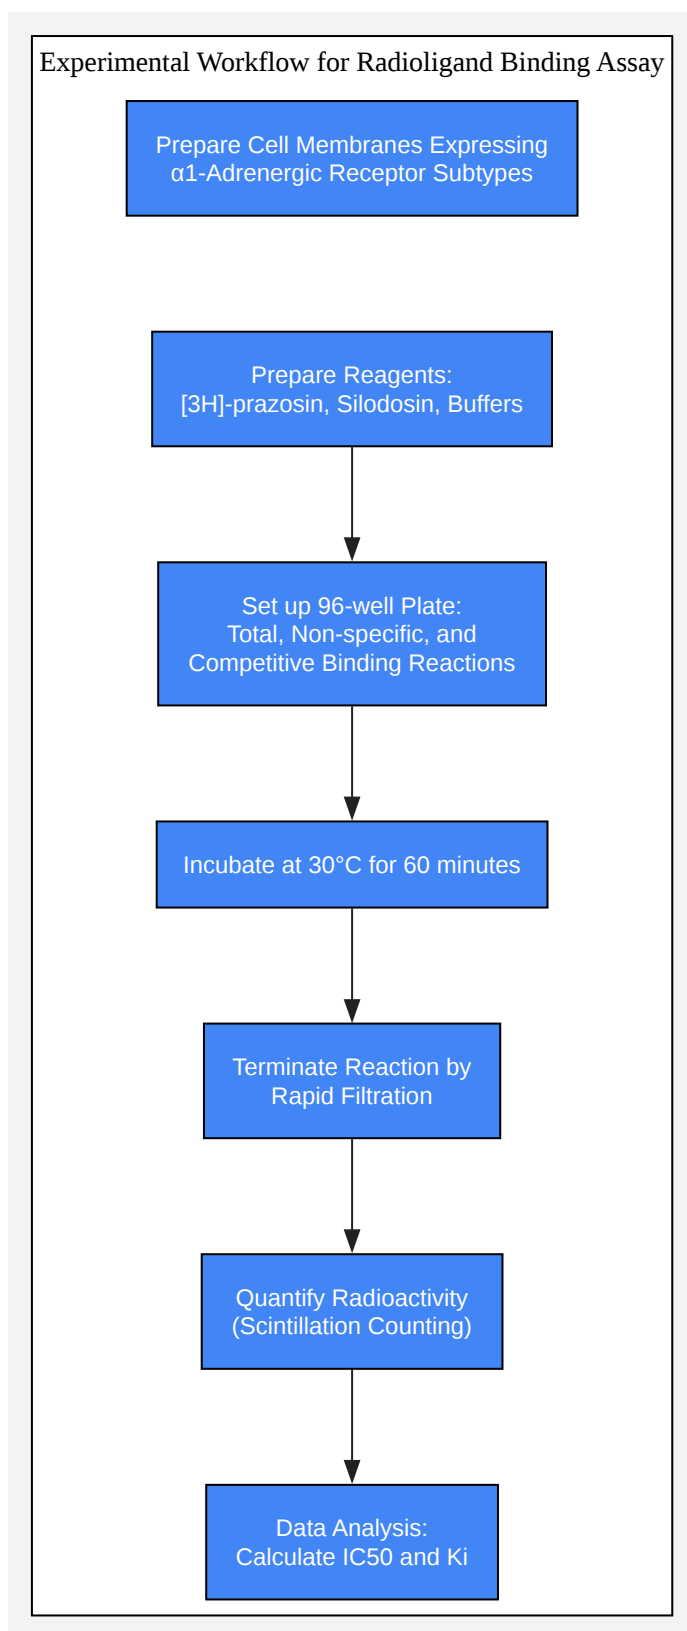 Experimental Workflow for Radioligand Binding Assay
Prepare Cell Membranes Expressing
α1-Adrenergic Receptor Subtypes
Prepare Reagents:
[3H]-prazosin, Silodosin, Buffers
Set up 96-well Plate:
Total, Non-specific, and
Competitive Binding Reactions
Incubate at 30°C for 60 minutes
Terminate Reaction by
Rapid Filtration
Quantify Radioactivity
(Scintillation Counting)
Data Analysis:
Calculate IC50 and Ki